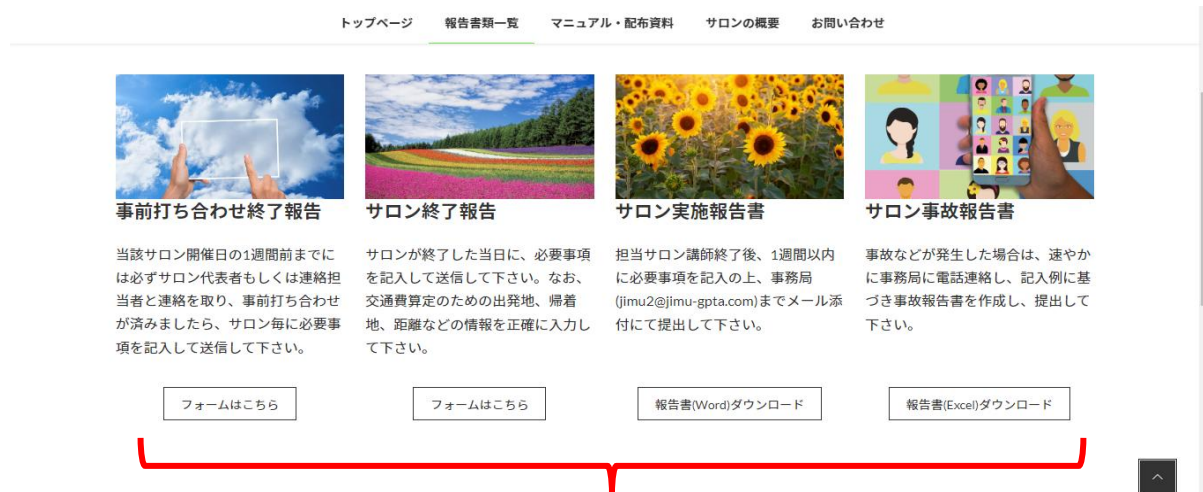 トップページ 報告書類一覧 マニュアル・配布資料 サロンの概要 お問い合わせ
事前打ち合わせ終了報告
当該サロン開催日の1週間前までに
は必ずサロン代表者もしくは連絡担
当者と連絡を取り、事前打ち合わせ
が済みましたら、サロン毎に必要事
項を記入して送信して下さい。
フォームはこちら
サロン終了報告
サロンが終了した当日に、必要事項
を記入して送信して下さい。なお、
交通費算定のための出発地、帰着
地、距離などの情報を正確に入力し
て下さい。
フォームはこちら
サロン実施報告書
担当サロン講師終了後、1週間以内
に必要事項を記入の上、事務局
(jimu2@jimu-gpta.com)までメール添
付にて提出して下さい。
報告書(Word)ダウンロード
サロン事故報告書
事故などが発生した場合は、速やか
に事務局に電話連絡し、記入例に基
づき事故報告書を作成し、提出して
下さい。
報告書(Excel)ダウンロード